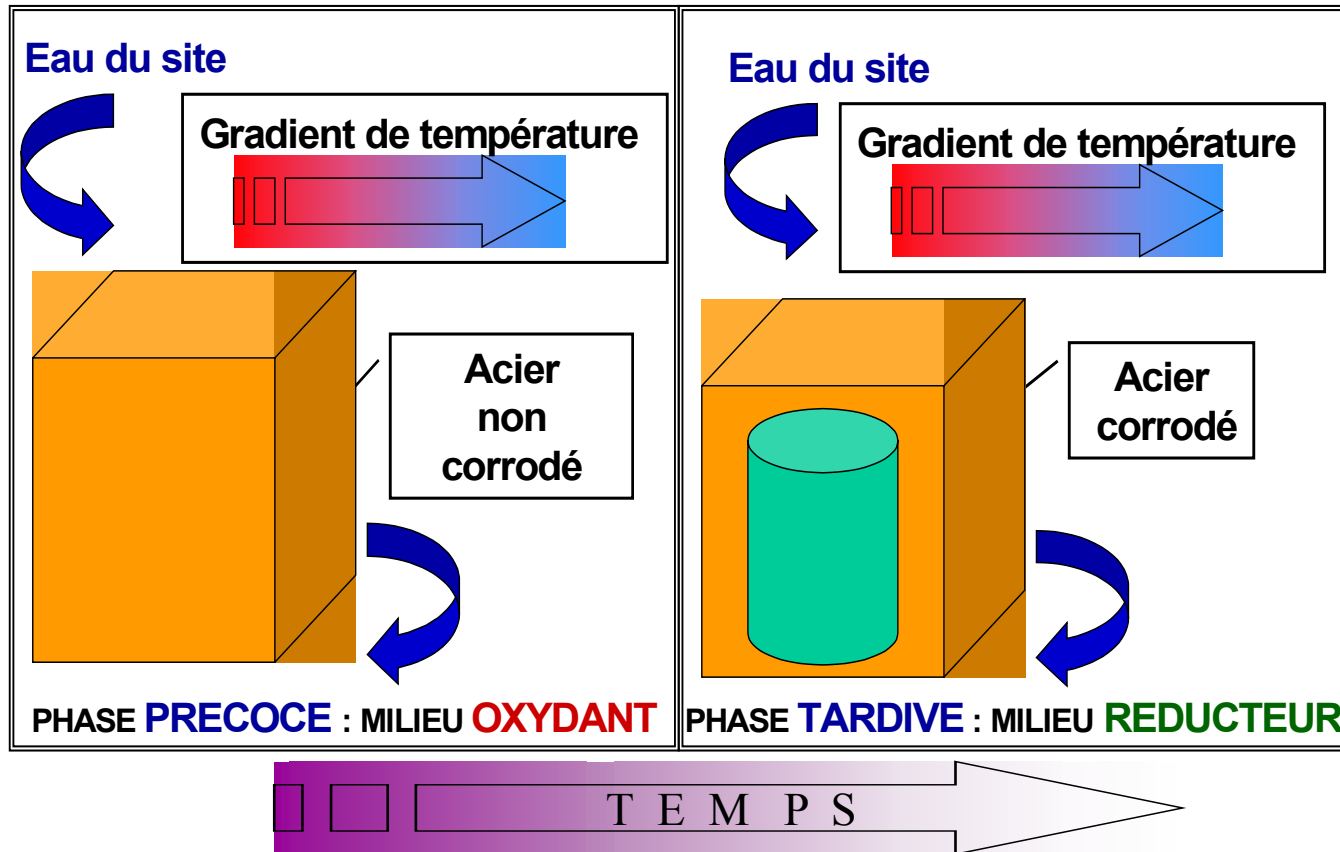 Eau du site
Gradient de température
Acier
non
corrodé
PHASE PRECOCE : MILIEU OXYDANT
Eau du site
Gradient de température
Acier
corrodé
PHASE TARDIVE : MILIEU REDUCTEUR
T E M P S